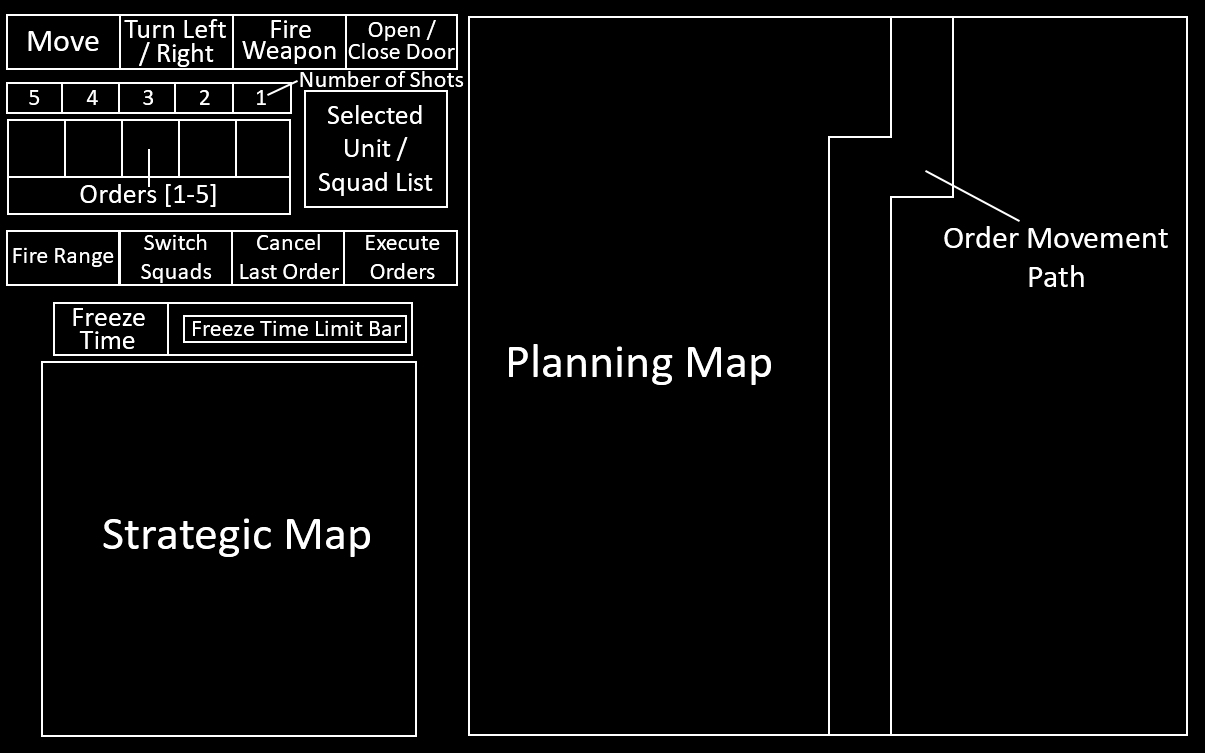 Move
Turn Left
/ Right
Fire
Weapon
Open /
Close Door
Number of Shots
5 4 3 2 1
Selected
Unit /
Squad List
Orders [1-5]
Fire Range
Switch
Squads
Cancel
Last Order
Execute
Orders
Freeze
Time
Freeze Time Limit Bar
Strategic Map
Planning Map
Order Movement
Path